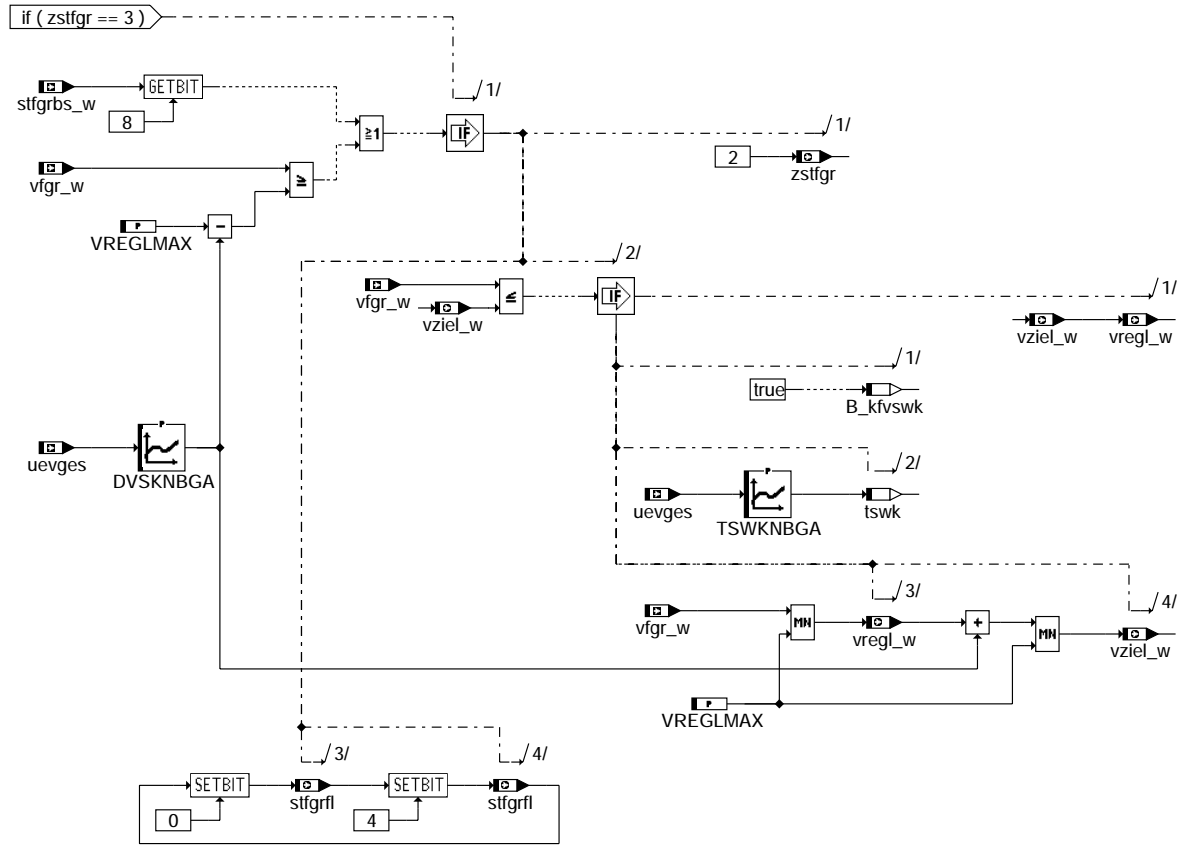 if ( zstfgr == 3 )
1/
stfgrbs_w
GETBIT
8
≥1
IF
1/
2
zstfgr
vfgr_w
≥
VREGLMAX
P
−
2/
vfgr_w
vziel_w
≤
IF
1/
vziel_w
vregl_w
1/
true
B_kfvswk
uevges
P
DVSKNBGA
2/
uevges
P
TSWKNBGA
tswk
3/
4/
vfgr_w
MN
vregl_w
+
MN
vziel_w
P
VREGLMAX
3/
4/
SETBIT
stfgrfl
SETBIT
stfgrfl
0
4